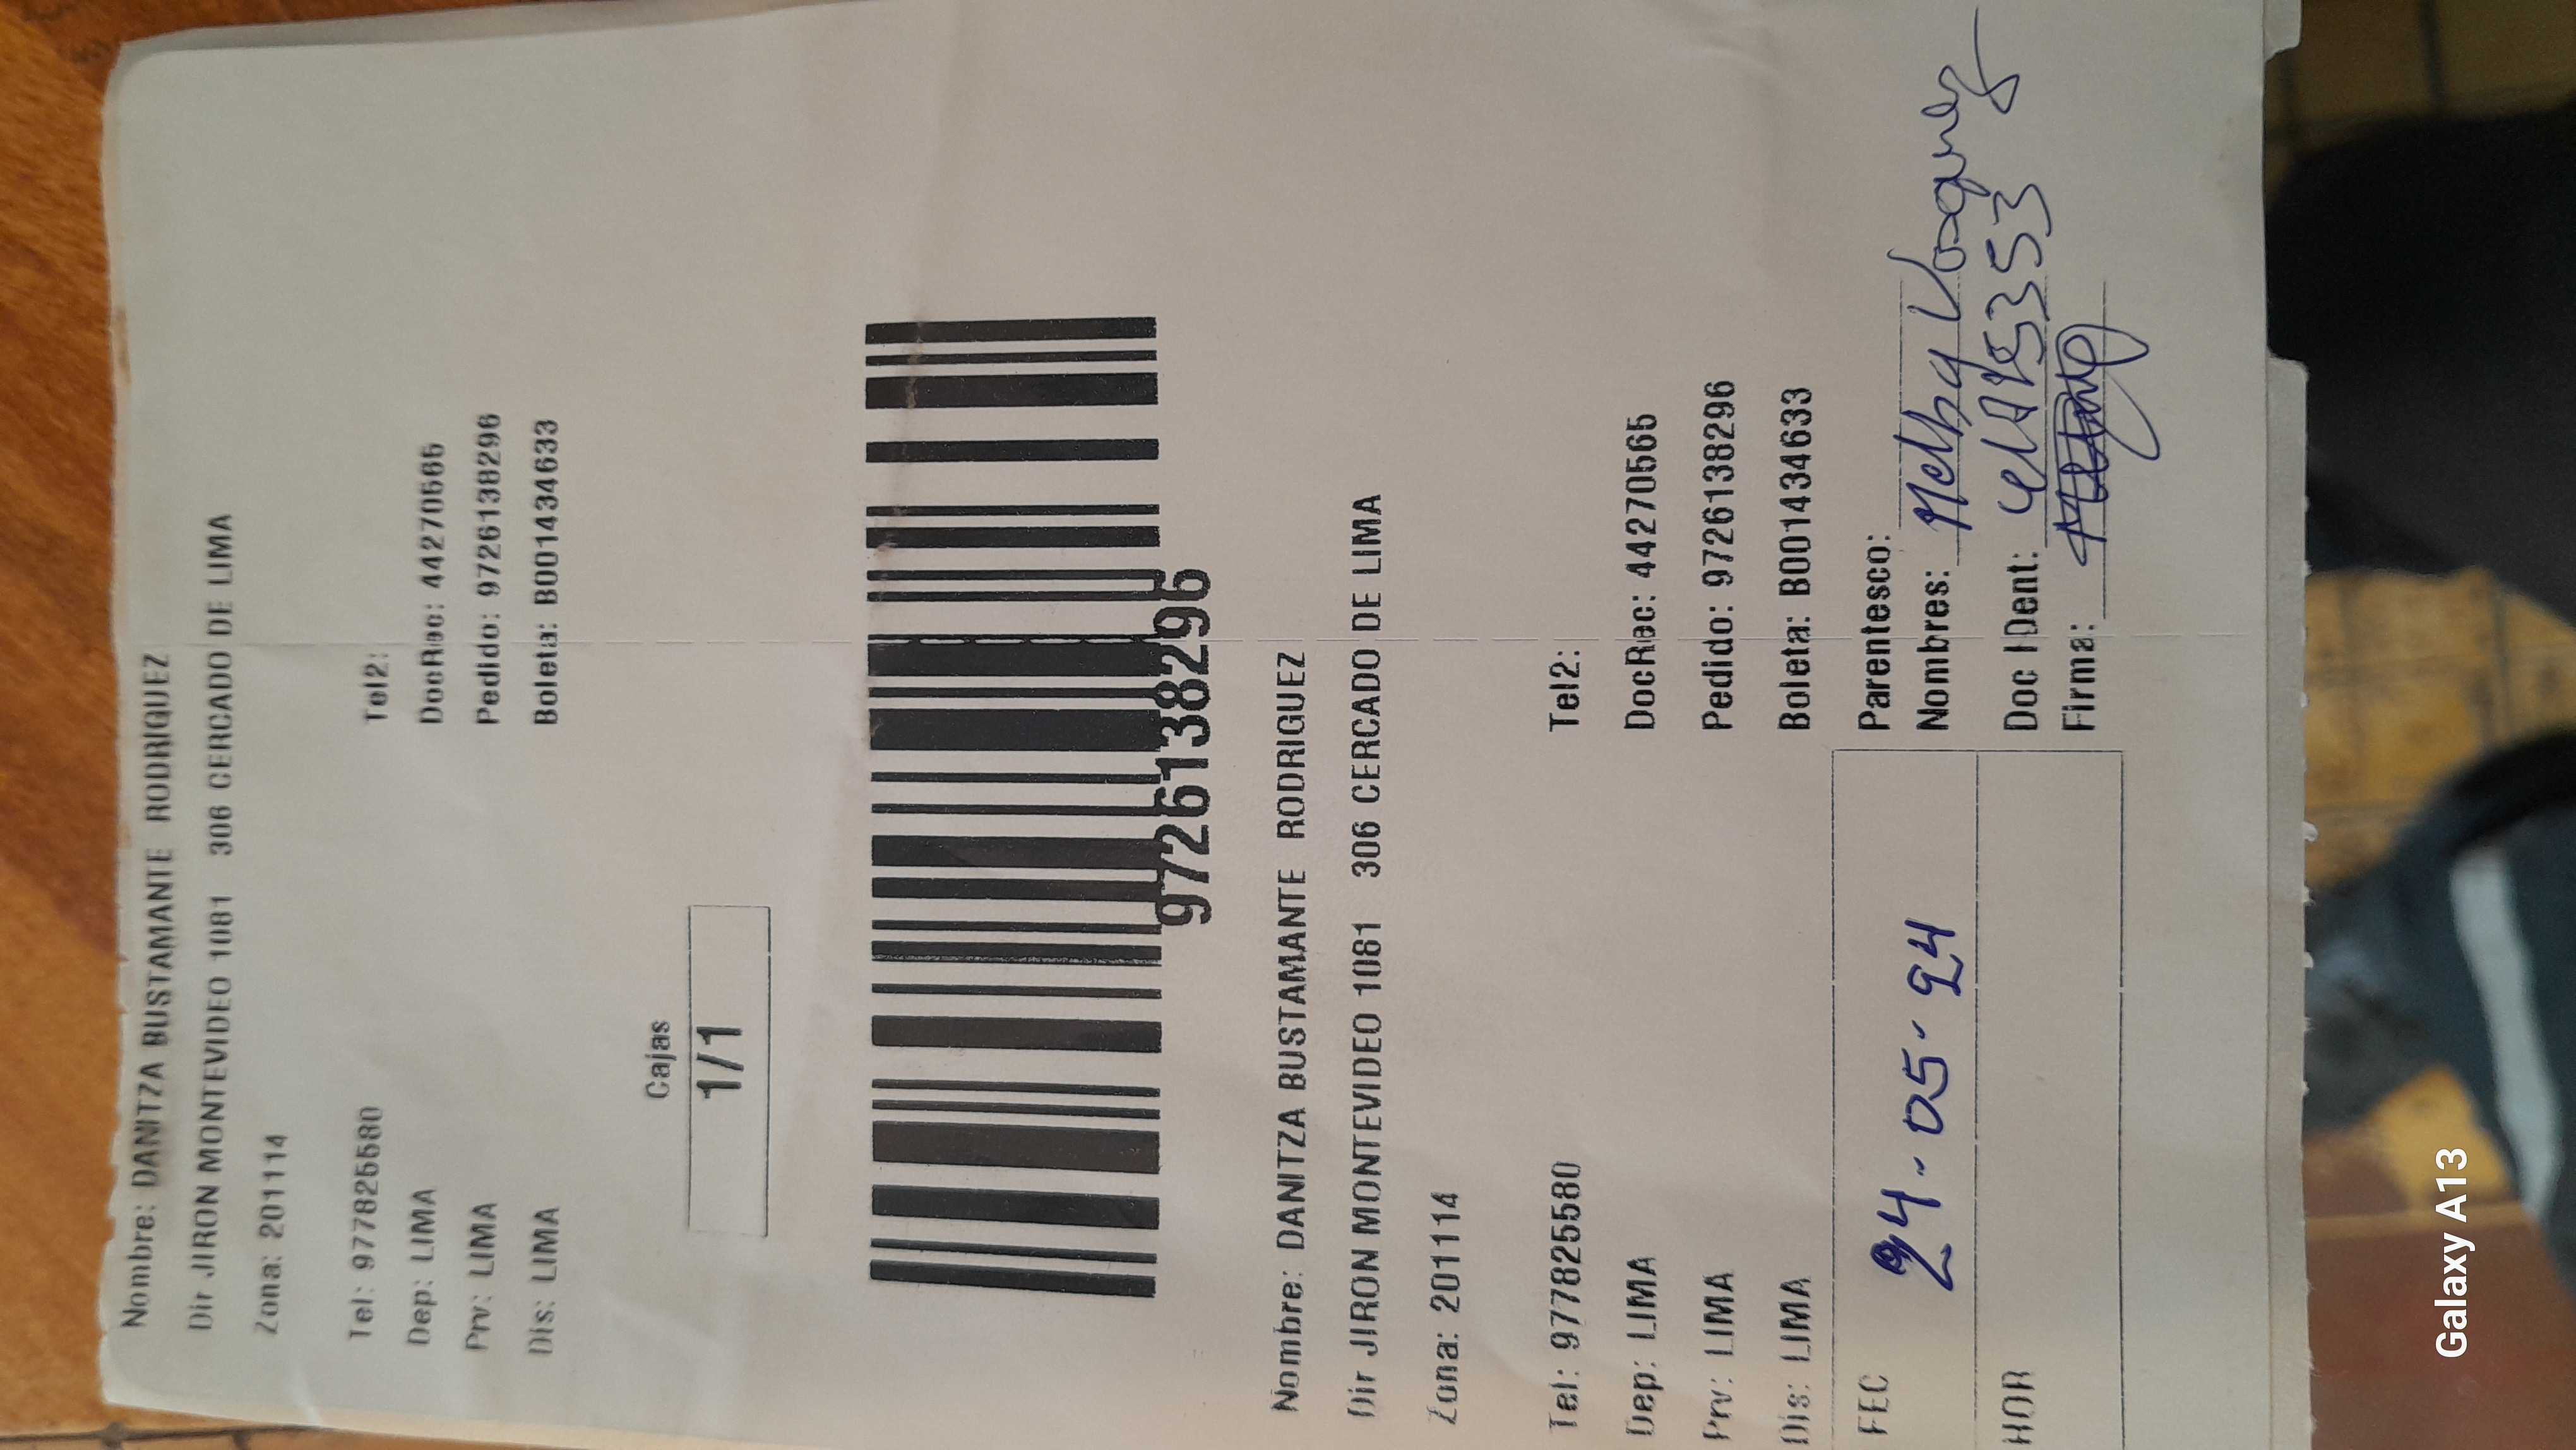 Nombre: DANITZA BUSTAMANTE RODRIGUEZ
Dir JIRON MONTEVIDEO 1081 306 CERCADO DE LIMA
Zona: 201114
Tel: 977825580 Tel2:
Dep: LIMA DocRec: 44270565
Prv: LIMA Pedido: 9726138296
Dis: LIMA Boleta: B001434633
Cajas
1/1
9726138296
Nombre: DANITZA BUSTAMANTE RODRIGUEZ
Dir JIRON MONTEVIDEO 1081 306 CERCADO DE LIMA
Zona: 201114
Tel: 977825580 Tel2:
Dep: LIMA DocRec: 44270565
Prv: LIMA Pedido: 9726138296
Dis: LIMA Boleta: B001434633
FEC 24-05-24 Parentesco:
Nombres: Melba
HOR Doc IDent:
Firma:
Galaxy A13